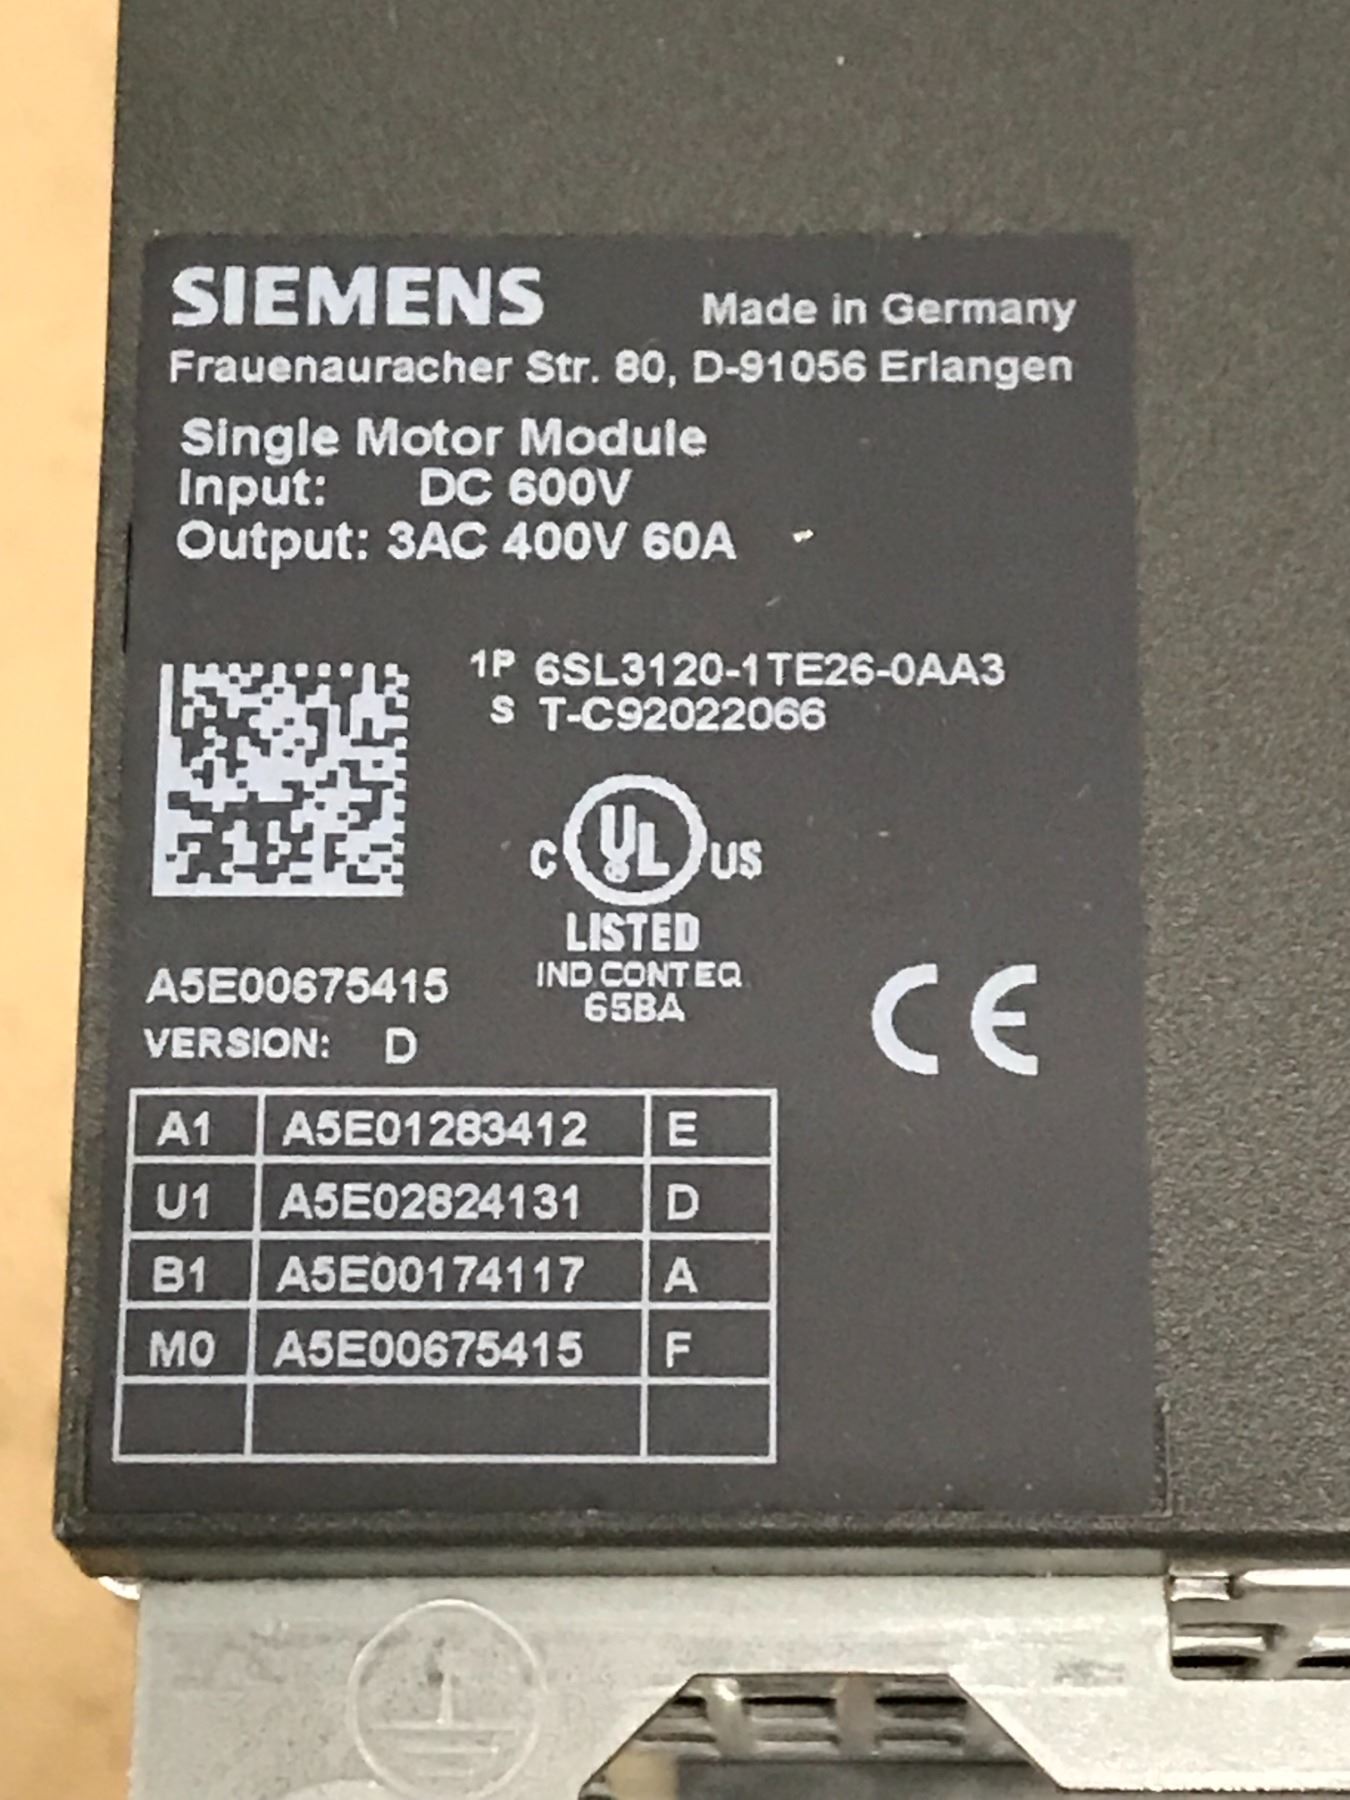 SIEMENS Made in Germany
Frauenauracher Str. 80, D-91056 Erlangen
Single Motor Module
Input: DC 600V
Output: 3AC 400V 60A
1P 6SL3120-1TE26-0AA3
S T-C92022066
C UL US
LISTED
IND.CONT.EQ.
65BA
A5E00675415
VERSION: D
CE
A1 A5E01283412 E
U1 A5E02824131 D
B1 A5E00174117 A
M0 A5E00675415 F